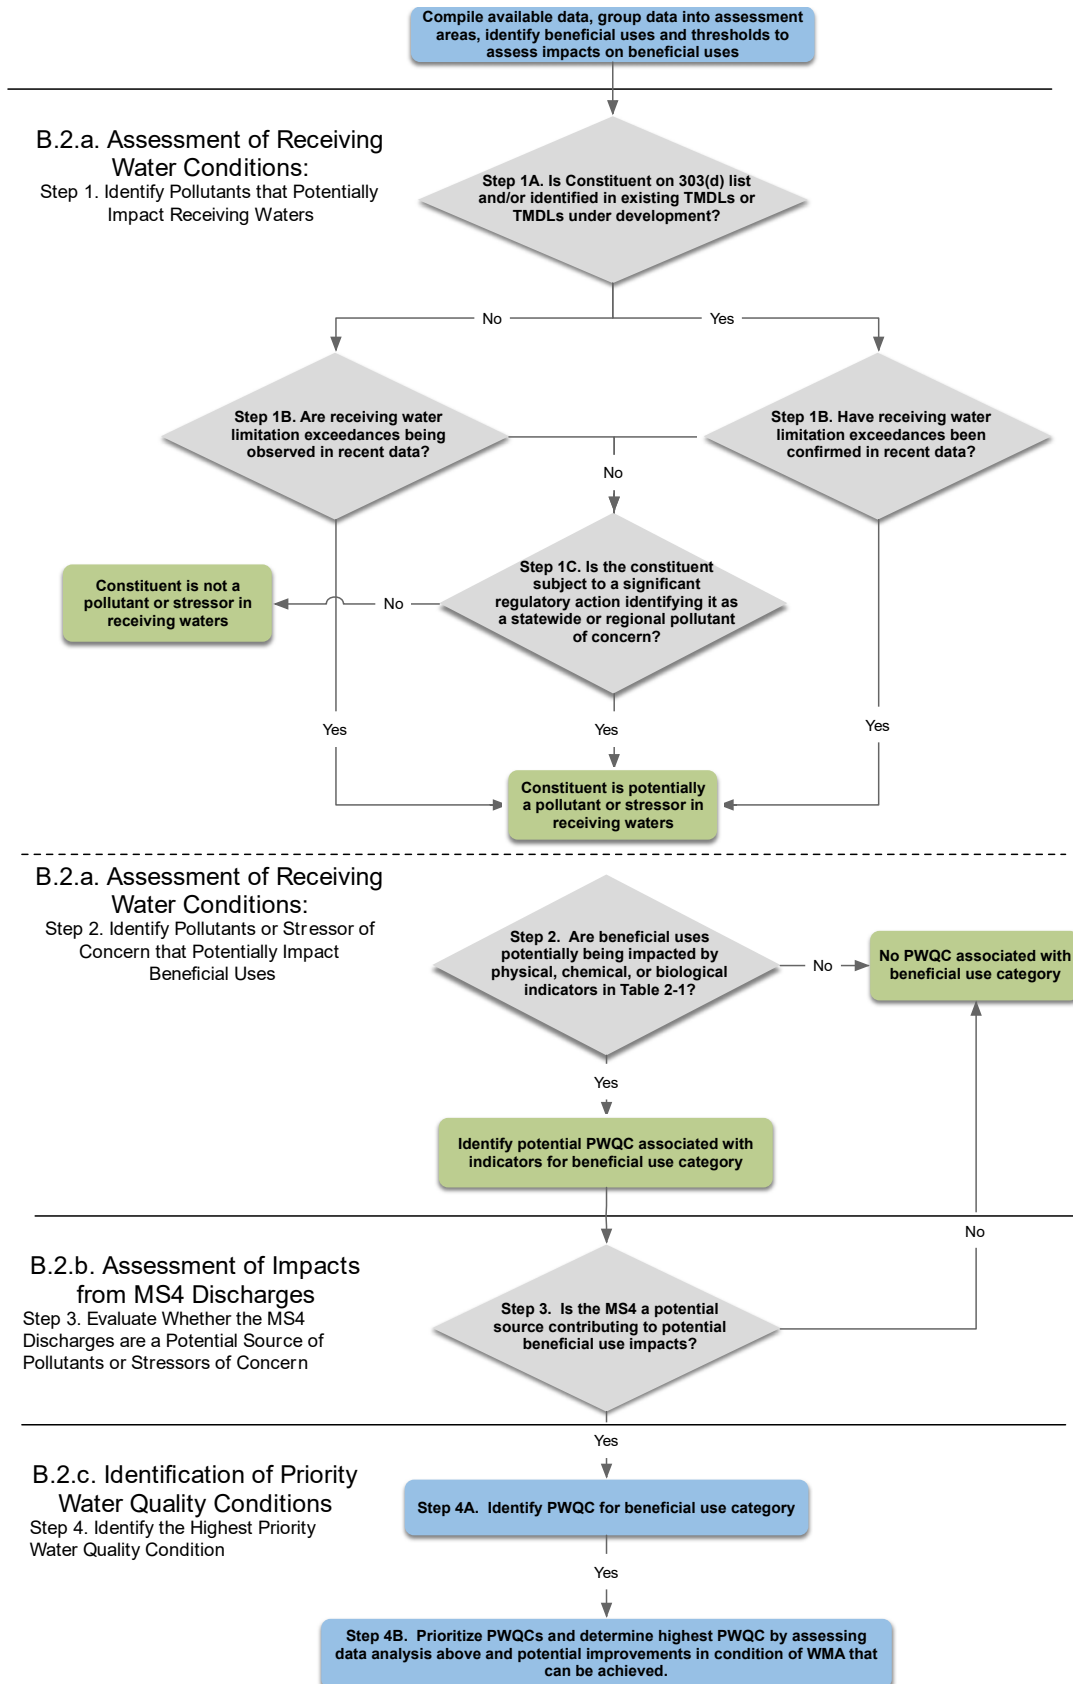 Compile available data, group data into assessment
areas, identify beneficial uses and thresholds to
assess impacts on beneficial uses
B.2.a. Assessment of Receiving
Water Conditions:
Step 1. Identify Pollutants that Potentially
Impact Receiving Waters
Step 1A. Is Constituent on 303(d) list
and/or identified in existing TMDLs or
TMDLs under development?
No
Yes
Step 1B. Are receiving water
limitation exceedances being
observed in recent data?
Step 1B. Have receiving water
limitation exceedances been
confirmed in recent data?
No
Step 1C. Is the constituent
subject to a significant
regulatory action identifying it as
a statewide or regional pollutant
of concern?
No
Constituent is not a
pollutant or stressor in
receiving waters
Yes
Yes
Yes
Constituent is potentially
a pollutant or stressor in
receiving waters
B.2.a. Assessment of Receiving
Water Conditions:
Step 2. Identify Pollutants or Stressor of
Concern that Potentially Impact
Beneficial Uses
Step 2.  Are beneficial uses
potentially being impacted by
physical, chemical, or biological
indicators in Table 2-1?
No
No PWQC associated with
beneficial use category
Yes
Identify potential PWQC associated with
indicators for beneficial use category
B.2.b. Assessment of Impacts
from MS4 Discharges
Step 3. Evaluate Whether the MS4
Discharges are a Potential Source of
Pollutants or Stressors of Concern
Step 3.  Is the MS4 a potential
source contributing to potential
beneficial use impacts?
No
Yes
B.2.c. Identification of Priority
Water Quality Conditions
Step 4. Identify the Highest Priority
Water Quality Condition
Step 4A.  Identify PWQC for beneficial use category
Yes
Step 4B.  Prioritize PWQCs and determine highest PWQC by assessing
data analysis above and potential improvements in condition of WMA that
can be achieved.